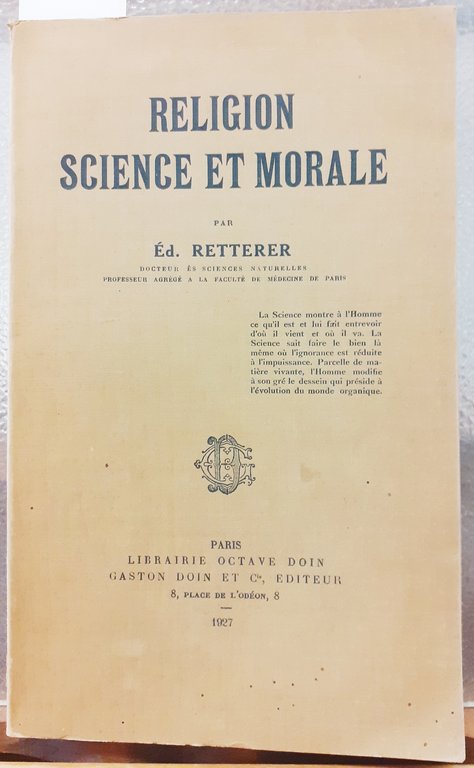 RELIGION
SCIENCE ET MORALE
PAR
Éd. RETTERER
DOCTEUR ÈS SCIENCES NATURELLES
PROFESSEUR AGRÉGÉ A LA FACULTÉ DE MÉDECINE DE PARIS
La Science montre à l'Homme
ce qu'il est et lui fait entrevoir
d'où il vient et où il va. La
Science sait faire le bien là
même où l'ignorance est réduite
à l'impuissance. Parcelle de ma-
tière vivante, l'Homme modifie
à son gré le dessein qui préside à
l'évolution du monde organique.
PARIS
LIBRAIRIE OCTAVE DOIN
GASTON DOIN ET Cie, EDITEUR
8, PLACE DE L'ODÉON, 8
1927